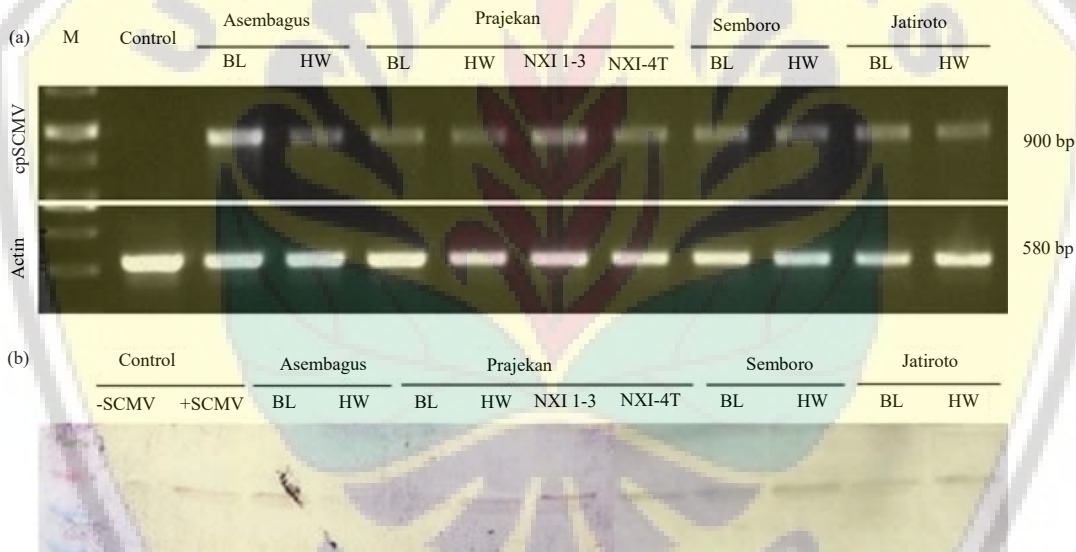 (a) M Control Asembagus Prajekan Semboro Jatiroto
BL HW BL HW NXI 1-3 NXI-4T BL HW BL HW
cpSCMV
900 bp
Actin
580 bp
(b) Control Asembagus Prajekan Semboro Jatiroto
-SCMV +SCMV BL HW BL HW NXI 1-3 NXI-4T BL HW BL HW